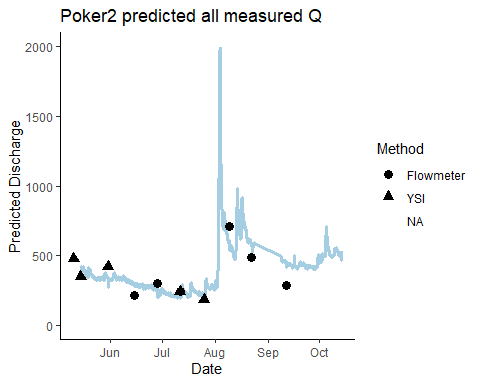 Poker2 predicted all measured Q
2000
1500
1000
500
0
Predicted Discharge
Jun Jul Aug Sep Oct
Date
Method
Flowmeter
YSI
NA